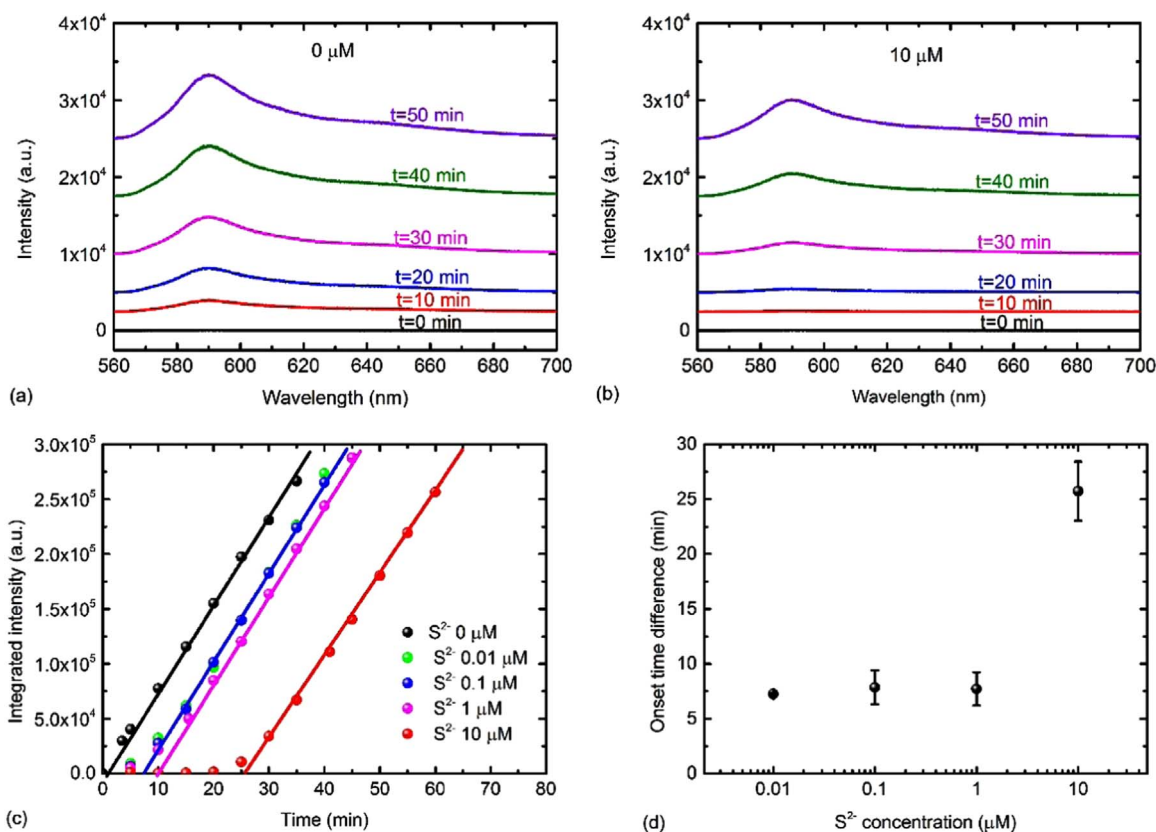 4x10⁴
3x10⁴
2x10⁴
1x10⁴
0
Intensity (a.u.)
0 μM
t=50 min
t=40 min
t=30 min
t=20 min
t=10 min
t=0 min
560 580 600 620 640 660 680 700
Wavelength (nm)
(a)
4x10⁴
3x10⁴
2x10⁴
1x10⁴
0
Intensity (a.u.)
10 μM
t=50 min
t=40 min
t=30 min
t=20 min
t=10 min
t=0 min
560 580 600 620 640 660 680 700
Wavelength (nm)
(b)
3.0x10⁵
2.5x10⁵
2.0x10⁵
1.5x10⁵
1.0x10⁵
5.0x10⁴
0.0
Integrated intensity (a.u.)
S²⁻ 0 μM
S²⁻ 0.01 μM
S²⁻ 0.1 μM
S²⁻ 1 μM
S²⁻ 10 μM
0 10 20 30 40 50 60 70 80
Time (min)
(c)
30
25
20
15
10
5
0
Onset time difference (min)
0.01 0.1 1 10
S²⁻ concentration (μM)
(d)